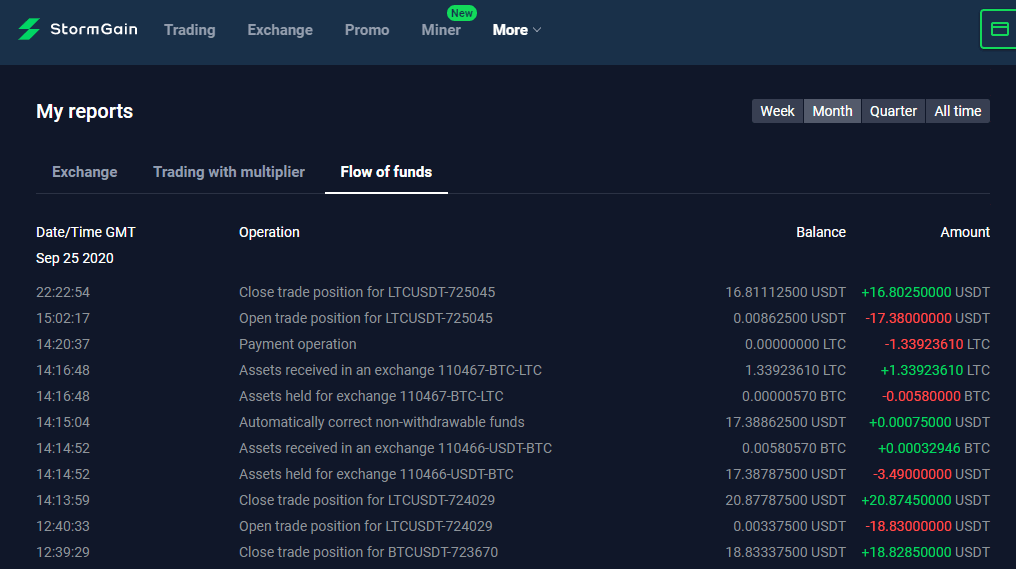 StormGain Trading Exchange Promo Miner New More
My reports Week Month Quarter All time
Exchange Trading with multiplier Flow of funds
Date/Time GMT Operation Balance Amount
Sep 25 2020
22:22:54 Close trade position for LTCUSDT-725045 16.81112500 USDT +16.80250000 USDT
15:02:17 Open trade position for LTCUSDT-725045 0.00862500 USDT -17.38000000 USDT
14:20:37 Payment operation 0.00000000 LTC -1.33923610 LTC
14:16:48 Assets received in an exchange 110467-BTC-LTC 1.33923610 LTC +1.33923610 LTC
14:16:48 Assets held for exchange 110467-BTC-LTC 0.00000570 BTC -0.00580000 BTC
14:15:04 Automatically correct non-withdrawable funds 17.38862500 USDT +0.00075000 USDT
14:14:52 Assets received in an exchange 110466-USDT-BTC 0.00580570 BTC +0.00032946 BTC
14:14:52 Assets held for exchange 110466-USDT-BTC 17.38787500 USDT -3.49000000 USDT
14:13:59 Close trade position for LTCUSDT-724029 20.87787500 USDT +20.87450000 USDT
12:40:33 Open trade position for LTCUSDT-724029 0.00337500 USDT -18.83000000 USDT
12:39:29 Close trade position for BTCUSDT-723670 18.83337500 USDT +18.82850000 USDT